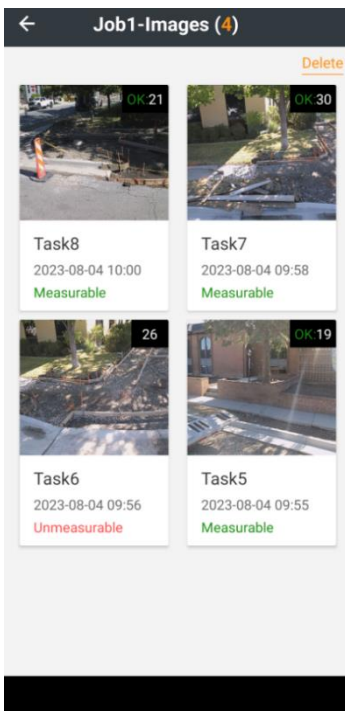 Job1-Images (4)
Delete
OK:21
OK:30
Task8
Task7
2023-08-04 10:00
2023-08-04 09:58
Measurable
Measurable
26
OK:19
Task6
Task5
2023-08-04 09:56
2023-08-04 09:55
Unmeasurable
Measurable